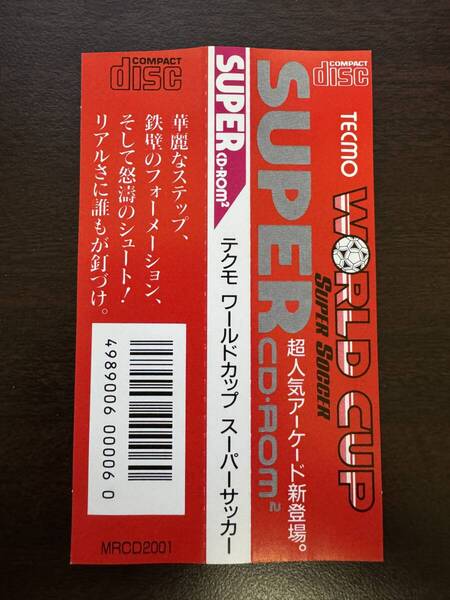 COMPACT
disc
華麗なステップ、
鉄壁のフォーメーション、
そして怒濤のシュート!
リアルさに誰もが釘づけ。
4989006 000060
MRCD2001
SUPER CD-ROM²
テクモ ワールドカップ スーパーサッカー
SUPER CD-ROM²
超人気アーケード新登場。
COMPACT
disc
TECMO
WORLD CUP
SUPER SOCCER